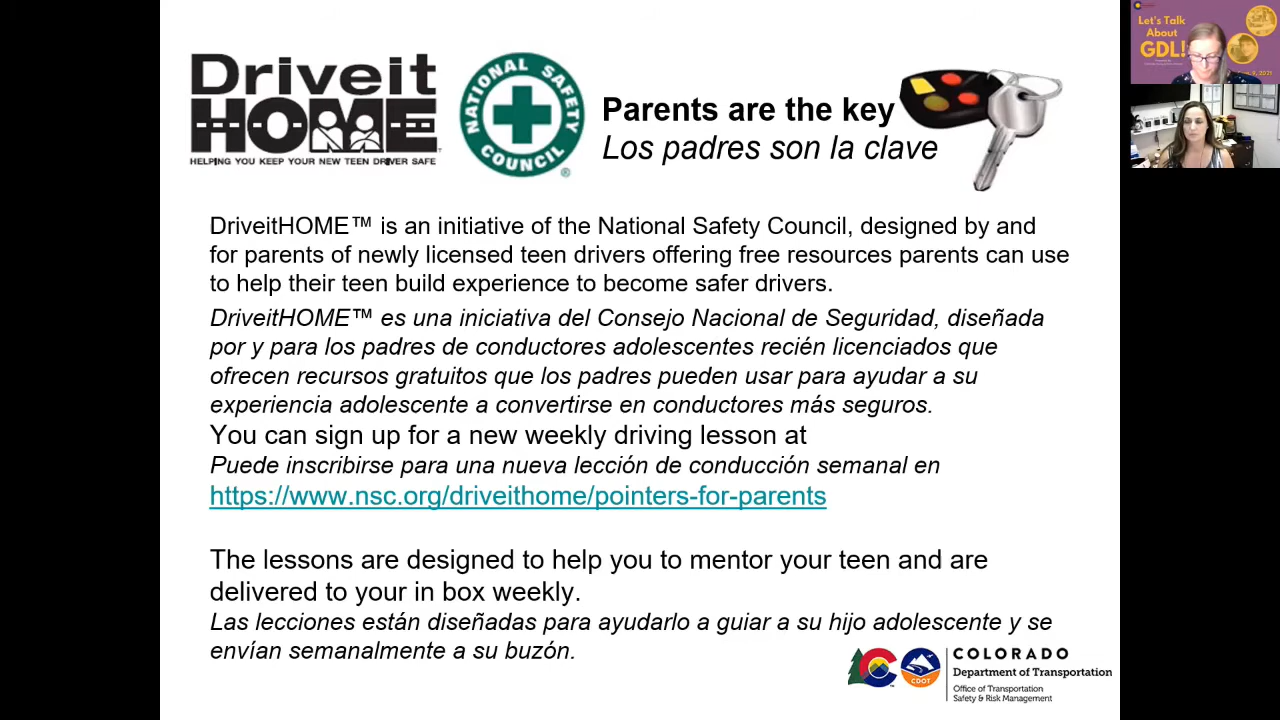 DriveitHOME
HELPING YOU KEEP YOUR NEW TEEN DRIVER SAFE
NATIONAL SAFETY COUNCIL
Parents are the key
Los padres son la clave
DriveitHOME™ is an initiative of the National Safety Council, designed by and
for parents of newly licensed teen drivers offering free resources parents can use
to help their teen build experience to become safer drivers.
DriveitHOME™ es una iniciativa del Consejo Nacional de Seguridad, diseñada
por y para los padres de conductores adolescentes recién licenciados que
ofrecen recursos gratuitos que los padres pueden usar para ayudar a su
experiencia adolescente a convertirse en conductores más seguros.
You can sign up for a new weekly driving lesson at
Puede inscribirse para una nueva lección de conducción semanal en
https://www.nsc.org/driveithome/pointers-for-parents
The lessons are designed to help you to mentor your teen and are
delivered to your in box weekly.
Las lecciones están diseñadas para ayudarlo a guiar a su hijo adolescente y se
envían semanalmente a su buzón.
CDOT
COLORADO
Department of Transportation
Office of Transportation
Safety & Risk Management
Let's Talk
About
GDL!